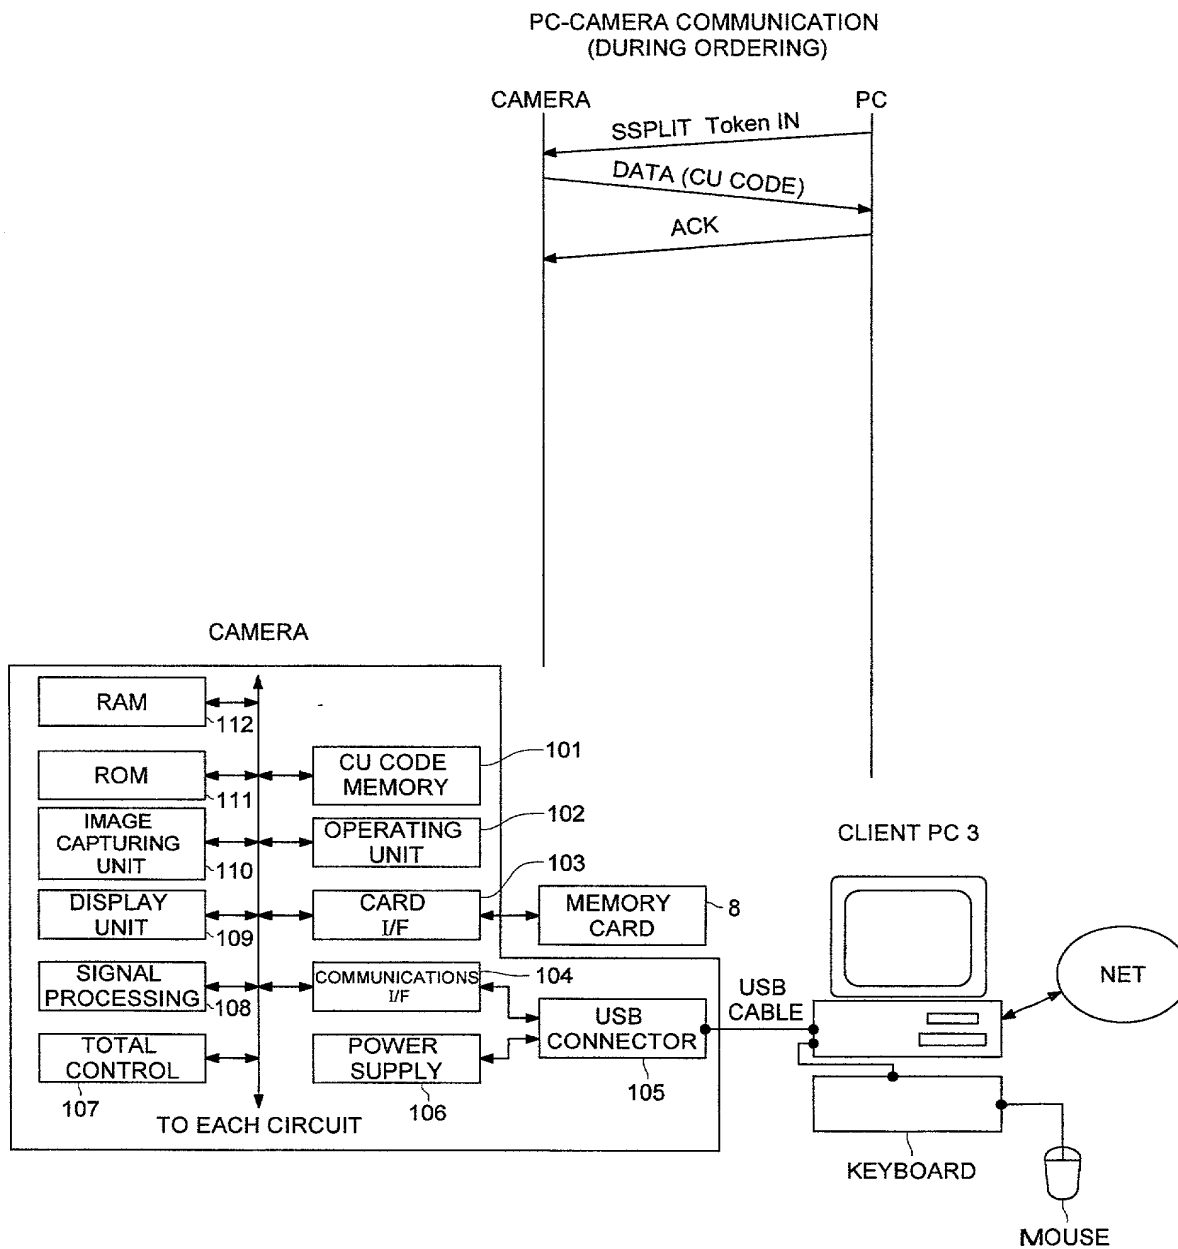 PC-CAMERA COMMUNICATION
(DURING ORDERING)
CAMERA
PC
SSPLIT Token IN
DATA (CU CODE)
ACK
CAMERA
RAM
112
ROM
111
CU CODE
MEMORY
101
IMAGE
CAPTURING
UNIT
110
OPERATING
UNIT
102
CLIENT PC 3
DISPLAY
UNIT
109
CARD
I/F
103
MEMORY
CARD
8
SIGNAL
PROCESSING
108
COMMUNICATIONS
I/F
104
USB
CONNECTOR
105
USB
CABLE
NET
TOTAL
CONTROL
107
POWER
SUPPLY
106
TO EACH CIRCUIT
KEYBOARD
MOUSE